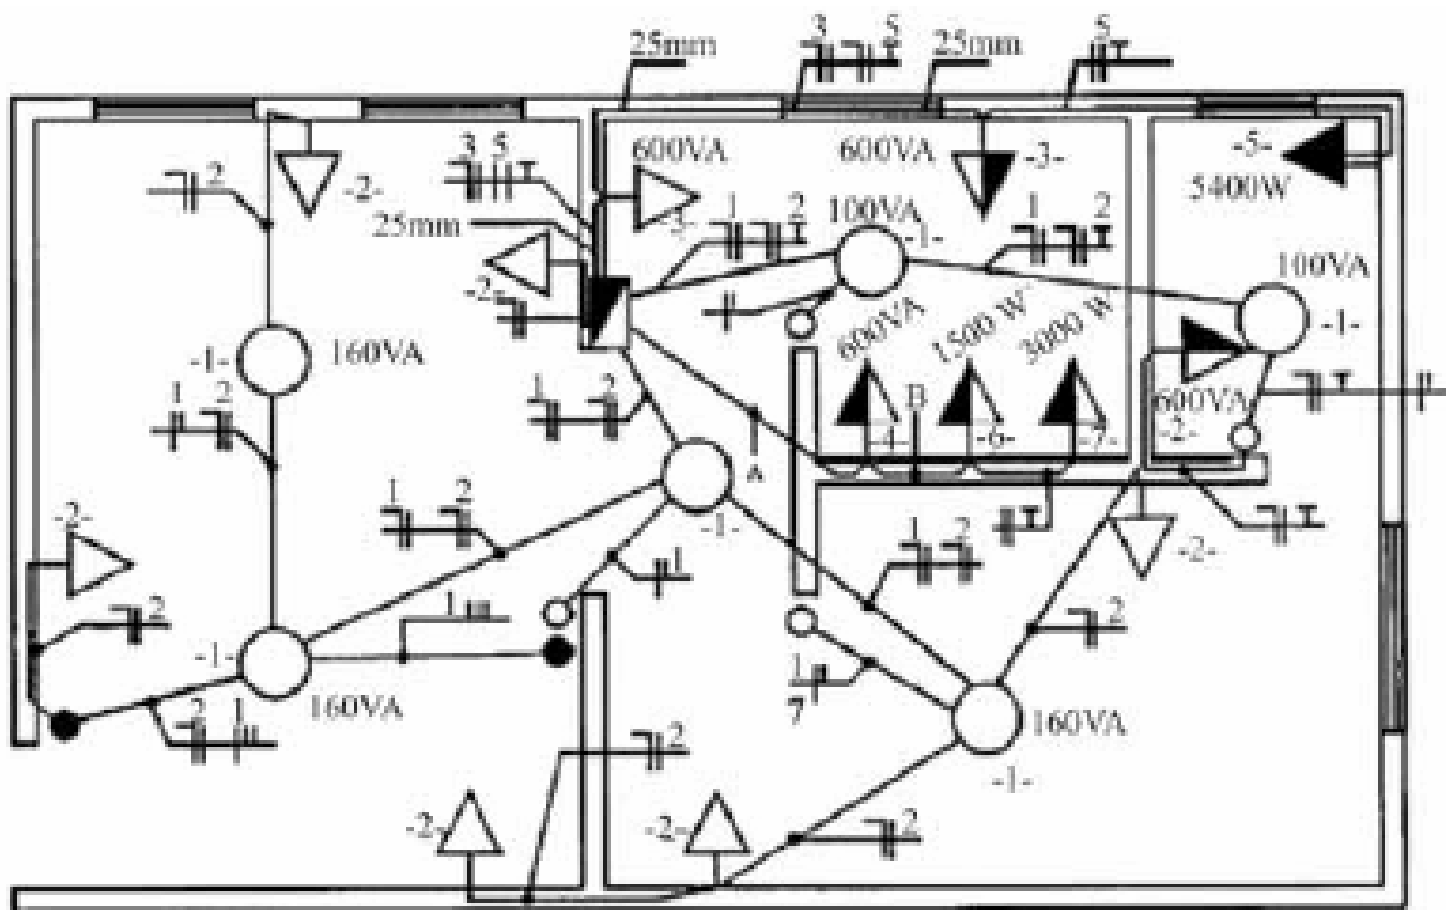 3 5 5
25mm 25mm
2 3 5 600VA 600VA -3- -5-
-2- 5400W
25mm -3- 1 2 100VA -1- 1 2
-2- 100VA
600VA 1500 W 3000 W -1-
-1- 160VA
1 2 1 2 B 600VA
-4- -6- -7- -2-
A
1 2 -1- T T
-2- 1 2 -2-
1
2 1 2
-1- 1
160VA 7 160VA
2 1
2 -1-
-2- -2- 2